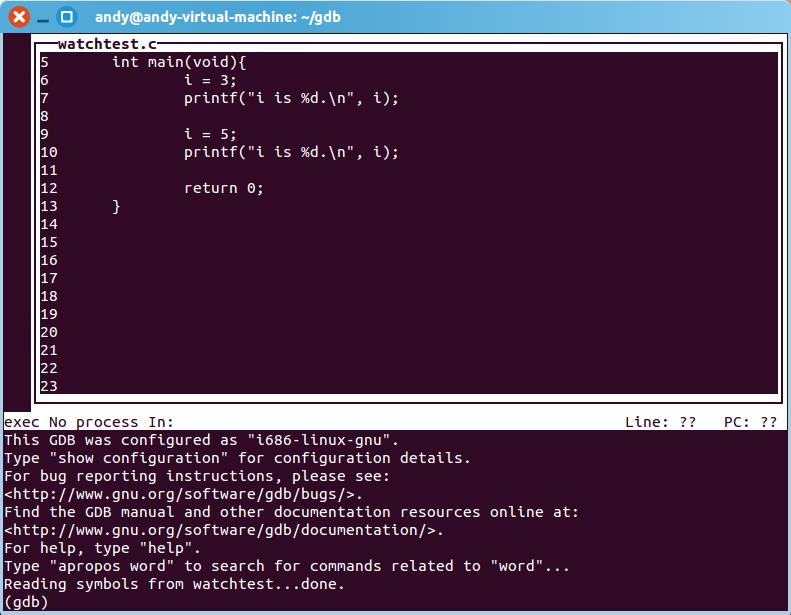 andy@andy-virtual-machine: ~/gdb
watchtest.c
5 int main(void){
6 i = 3;
7 printf("i is %d.\n", i);
8
9 i = 5;
10 printf("i is %d.\n", i);
11
12 return 0;
13 }
14
15
16
17
18
19
20
21
22
23
exec No process In: Line: ?? PC: ??
This GDB was configured as "i686-linux-gnu".
Type "show configuration" for configuration details.
For bug reporting instructions, please see:
<http://www.gnu.org/software/gdb/bugs/>.
Find the GDB manual and other documentation resources online at:
<http://www.gnu.org/software/gdb/documentation/>.
For help, type "help".
Type "apropos word" to search for commands related to "word"...
Reading symbols from watchtest...done.
(gdb)